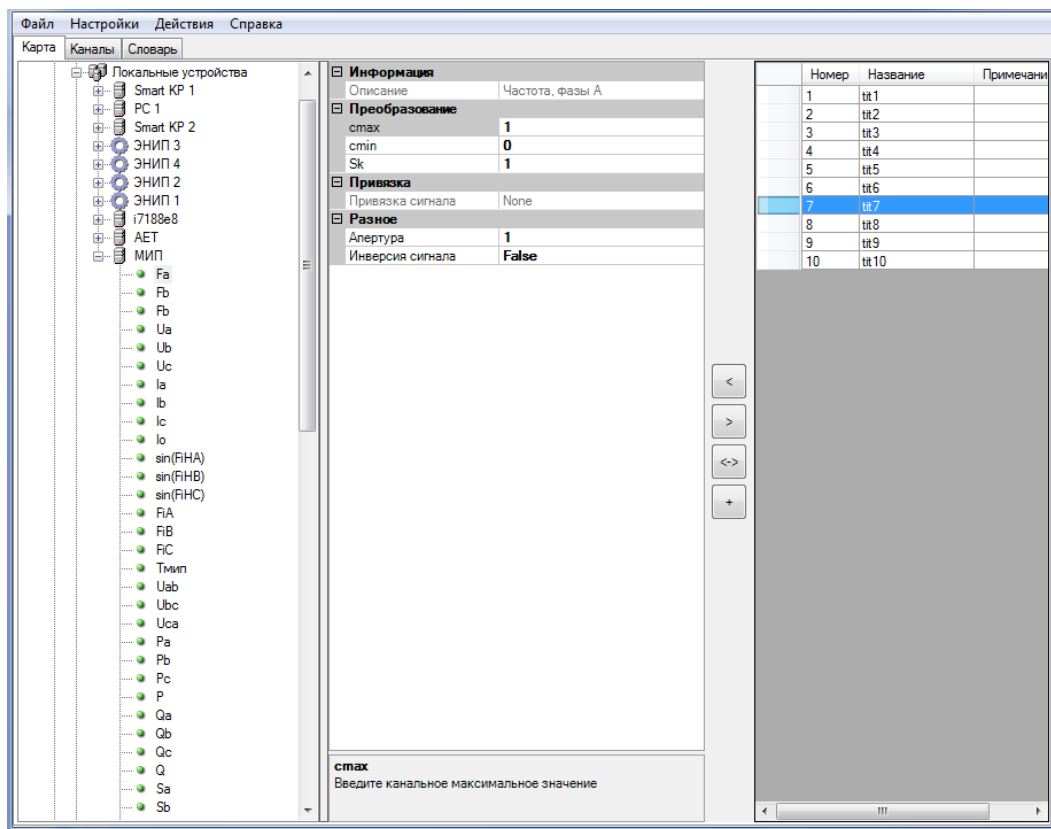 Файл Настройки Действия Справка
Карта Каналы Словарь
Локальные устройства
Smart КР 1
PC 1
Smart КР 2
ЭНИП 3
ЭНИП 4
ЭНИП 2
ЭНИП 1
i7188e8
AET
МИП
Fa
Fb
Fb
Ua
Ub
Uc
Ia
Ib
Ic
Io
sin(FiHA)
sin(FiHB)
sin(FiHC)
FiA
FiB
FiC
Тмип
Uab
Ubc
Uca
Pa
Pb
Pc
P
Qa
Qb
Qc
Q
Sa
Sb
Информация
Описание Частота, фазы А
Преобразование
cmax 1
cmin 0
Sk 1
Привязка
Привязка сигнала None
Разное
Апертура 1
Инверсия сигнала False
cmax
Введите канальное максимальное значение
<
>
<->
+
Номер Название Примечани
1 tit1
2 tit2
3 tit3
4 tit4
5 tit5
6 tit6
7 tit7
8 tit8
9 tit9
10 tit10